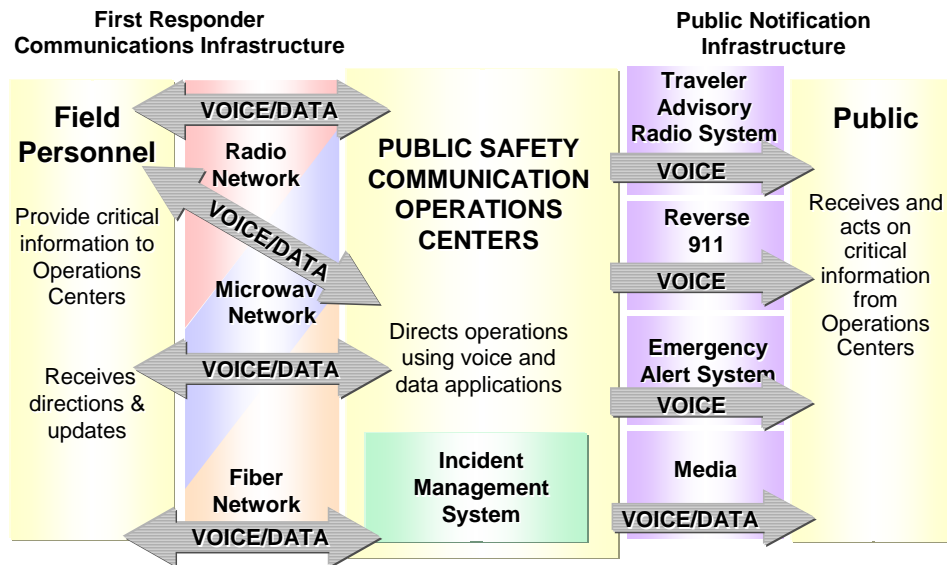 First Responder
Communications Infrastructure
Public Notification
Infrastructure
Field
Personnel
Provide critical
information to
Operations
Centers
Receives
directions &
updates
VOICE/DATA
Radio
Network
VOICE/DATA
Microwav
Network
VOICE/DATA
Fiber
Network
VOICE/DATA
PUBLIC SAFETY
COMMUNICATION
OPERATIONS
CENTERS
Directs operations
using voice and
data applications
Incident
Management
System
Traveler
Advisory
Radio System
VOICE
Reverse
911
VOICE
Emergency
Alert System
VOICE
Media
VOICE/DATA
Public
Receives and
acts on
critical
information
from
Operations
Centers